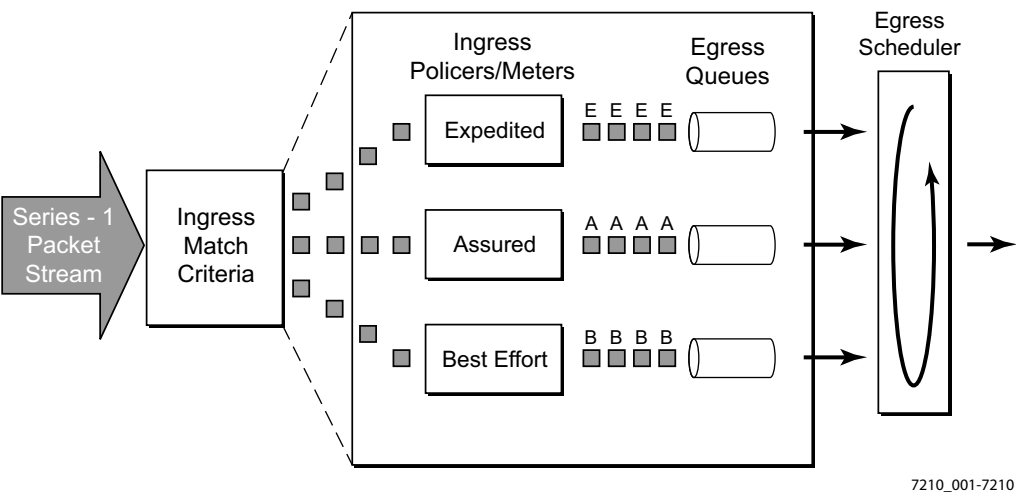 Ingress
Policers/Meters
Egress
Queues
Egress
Scheduler
Series - 1
Packet
Stream
Ingress
Match
Criteria
Expedited
E E E E
Assured
A A A A
Best Effort
B B B B
7210_001-7210